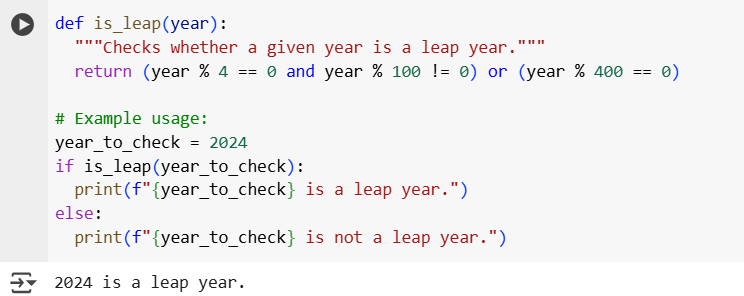 def is_leap(year):
  """Checks whether a given year is a leap year."""
  return (year % 4 == 0 and year % 100 != 0) or (year % 400 == 0)

# Example usage:
year_to_check = 2024
if is_leap(year_to_check):
  print(f"{year_to_check} is a leap year.")
else:
  print(f"{year_to_check} is not a leap year.")
2024 is a leap year.